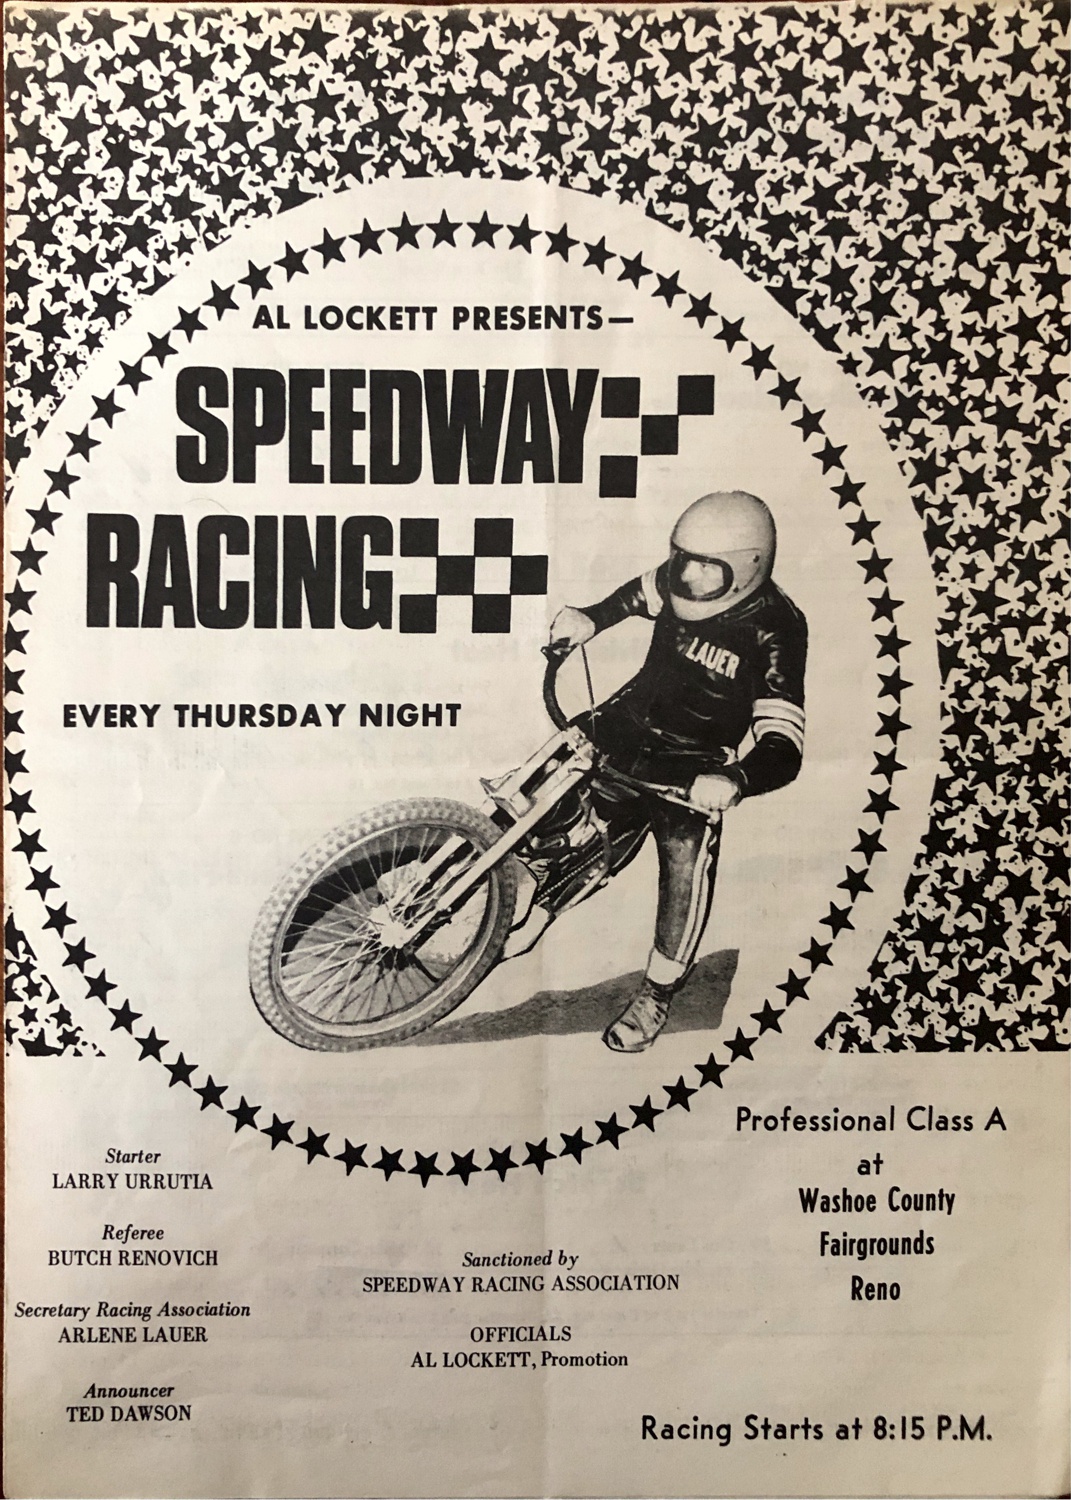 AL LOCKETT PRESENTS—
SPEEDWAY
RACING
LAUER
EVERY THURSDAY NIGHT
Professional Class A
at
Washoe County
Fairgrounds
Reno
Starter
LARRY URRUTIA
Referee
BUTCH RENOVICH
Secretary Racing Association
ARLENE LAUER
Announcer
TED DAWSON
Sanctioned by
SPEEDWAY RACING ASSOCIATION
OFFICIALS
AL LOCKETT, Promotion
Racing Starts at 8:15 P.M.